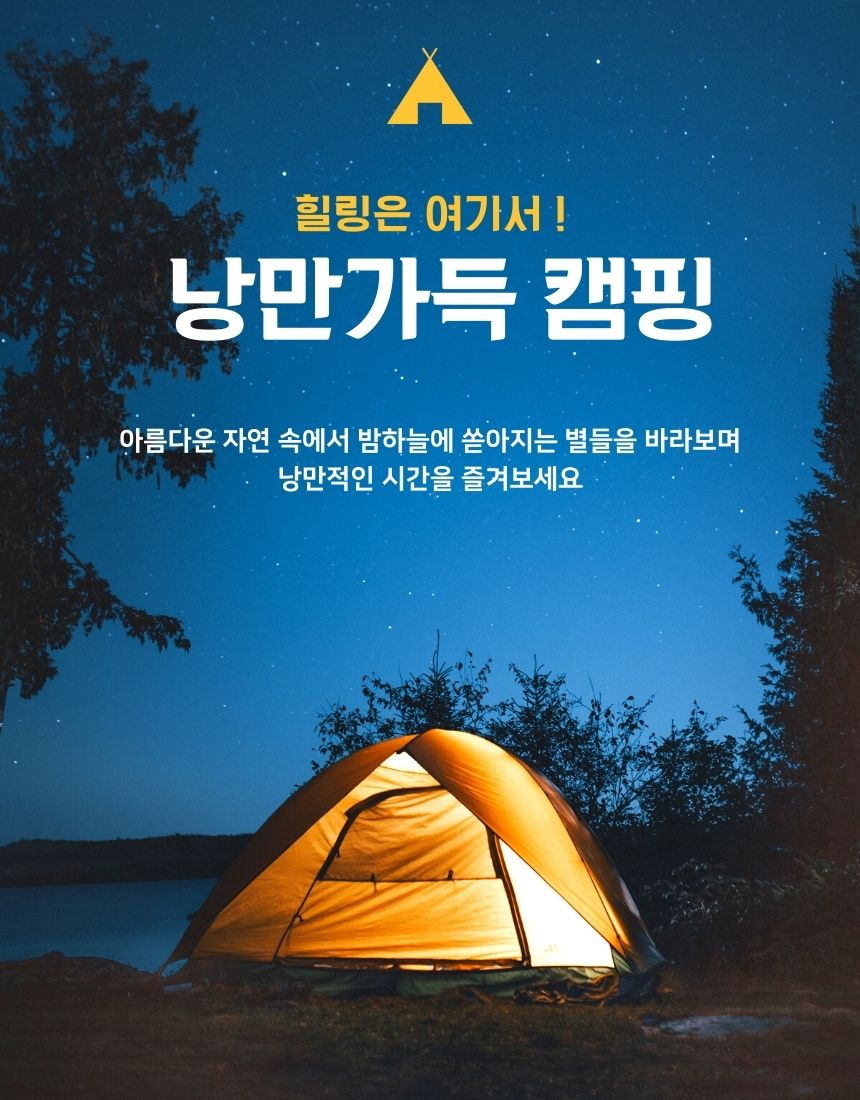 힐링은 여기서 !
낭만가득 캠핑
아름다운 자연 속에서 밤하늘에 쏟아지는 별들을 바라보며
낭만적인 시간을 즐겨보세요